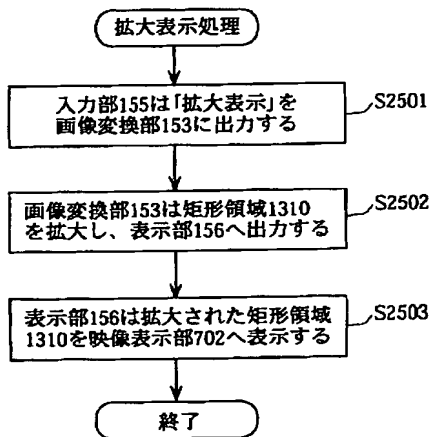 拡大表示処理
入力部155は「拡大表示」を
画像変換部153に出力する
S2501
画像変換部153は矩形領域1310
を拡大し、表示部156へ出力する
S2502
表示部156は拡大された矩形領域
1310を映像表示部702へ表示する
S2503
終了